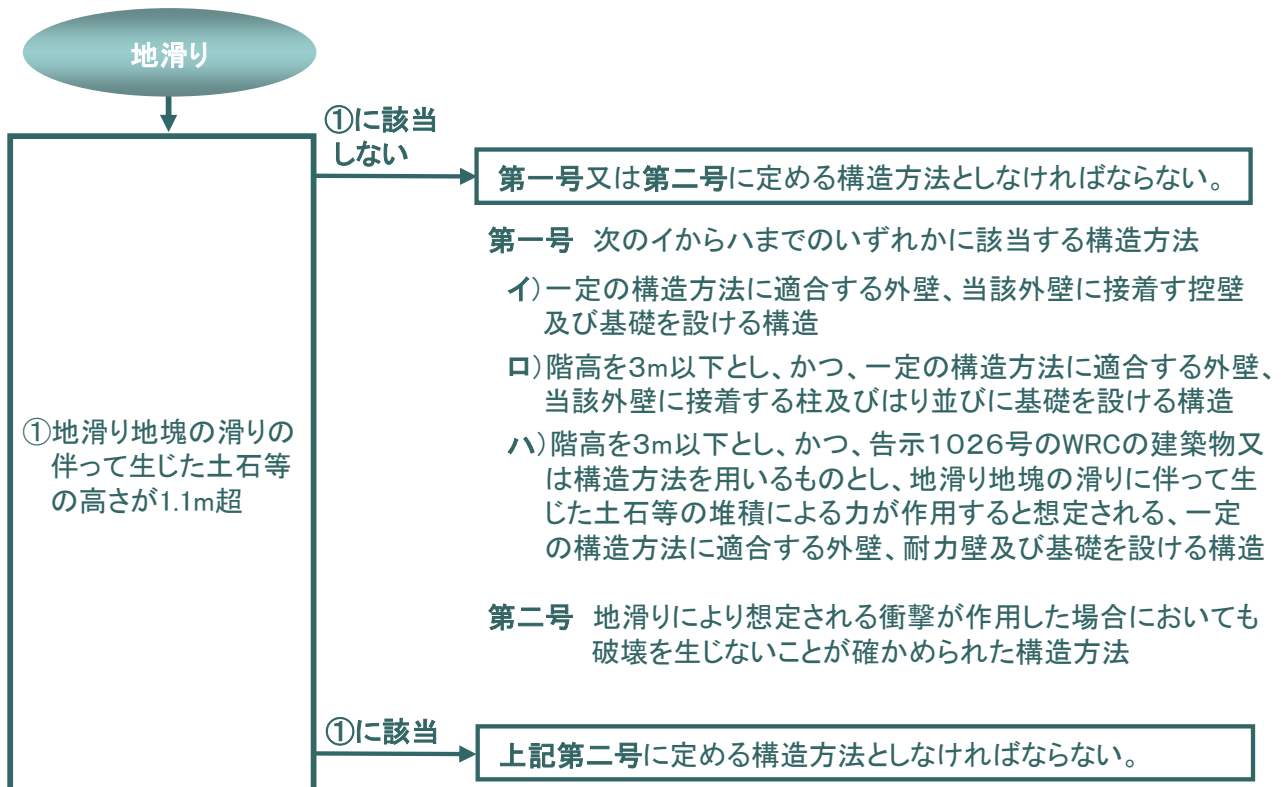 地滑り
①に該当
しない
第一号又は第二号に定める構造方法としなければならない。
第一号 次のイからハまでのいずれかに該当する構造方法
イ)一定の構造方法に適合する外壁、当該外壁に接着す控壁
及び基礎を設ける構造
ロ)階高を3m以下とし、かつ、一定の構造方法に適合する外壁、
当該外壁に接着する柱及びはり並びに基礎を設ける構造
ハ)階高を3m以下とし、かつ、告示1026号のWRCの建築物又
は構造方法を用いるものとし、地滑り地塊の滑りに伴って生
じた土石等の堆積による力が作用すると想定される、一定
の構造方法に適合する外壁、耐力壁及び基礎を設ける構造
①地滑り地塊の滑りの
伴って生じた土石等
の高さが1.1m超
第二号 地滑りにより想定される衝撃が作用した場合においても
破壊を生じないことが確かめられた構造方法
①に該当
上記第二号に定める構造方法としなければならない。